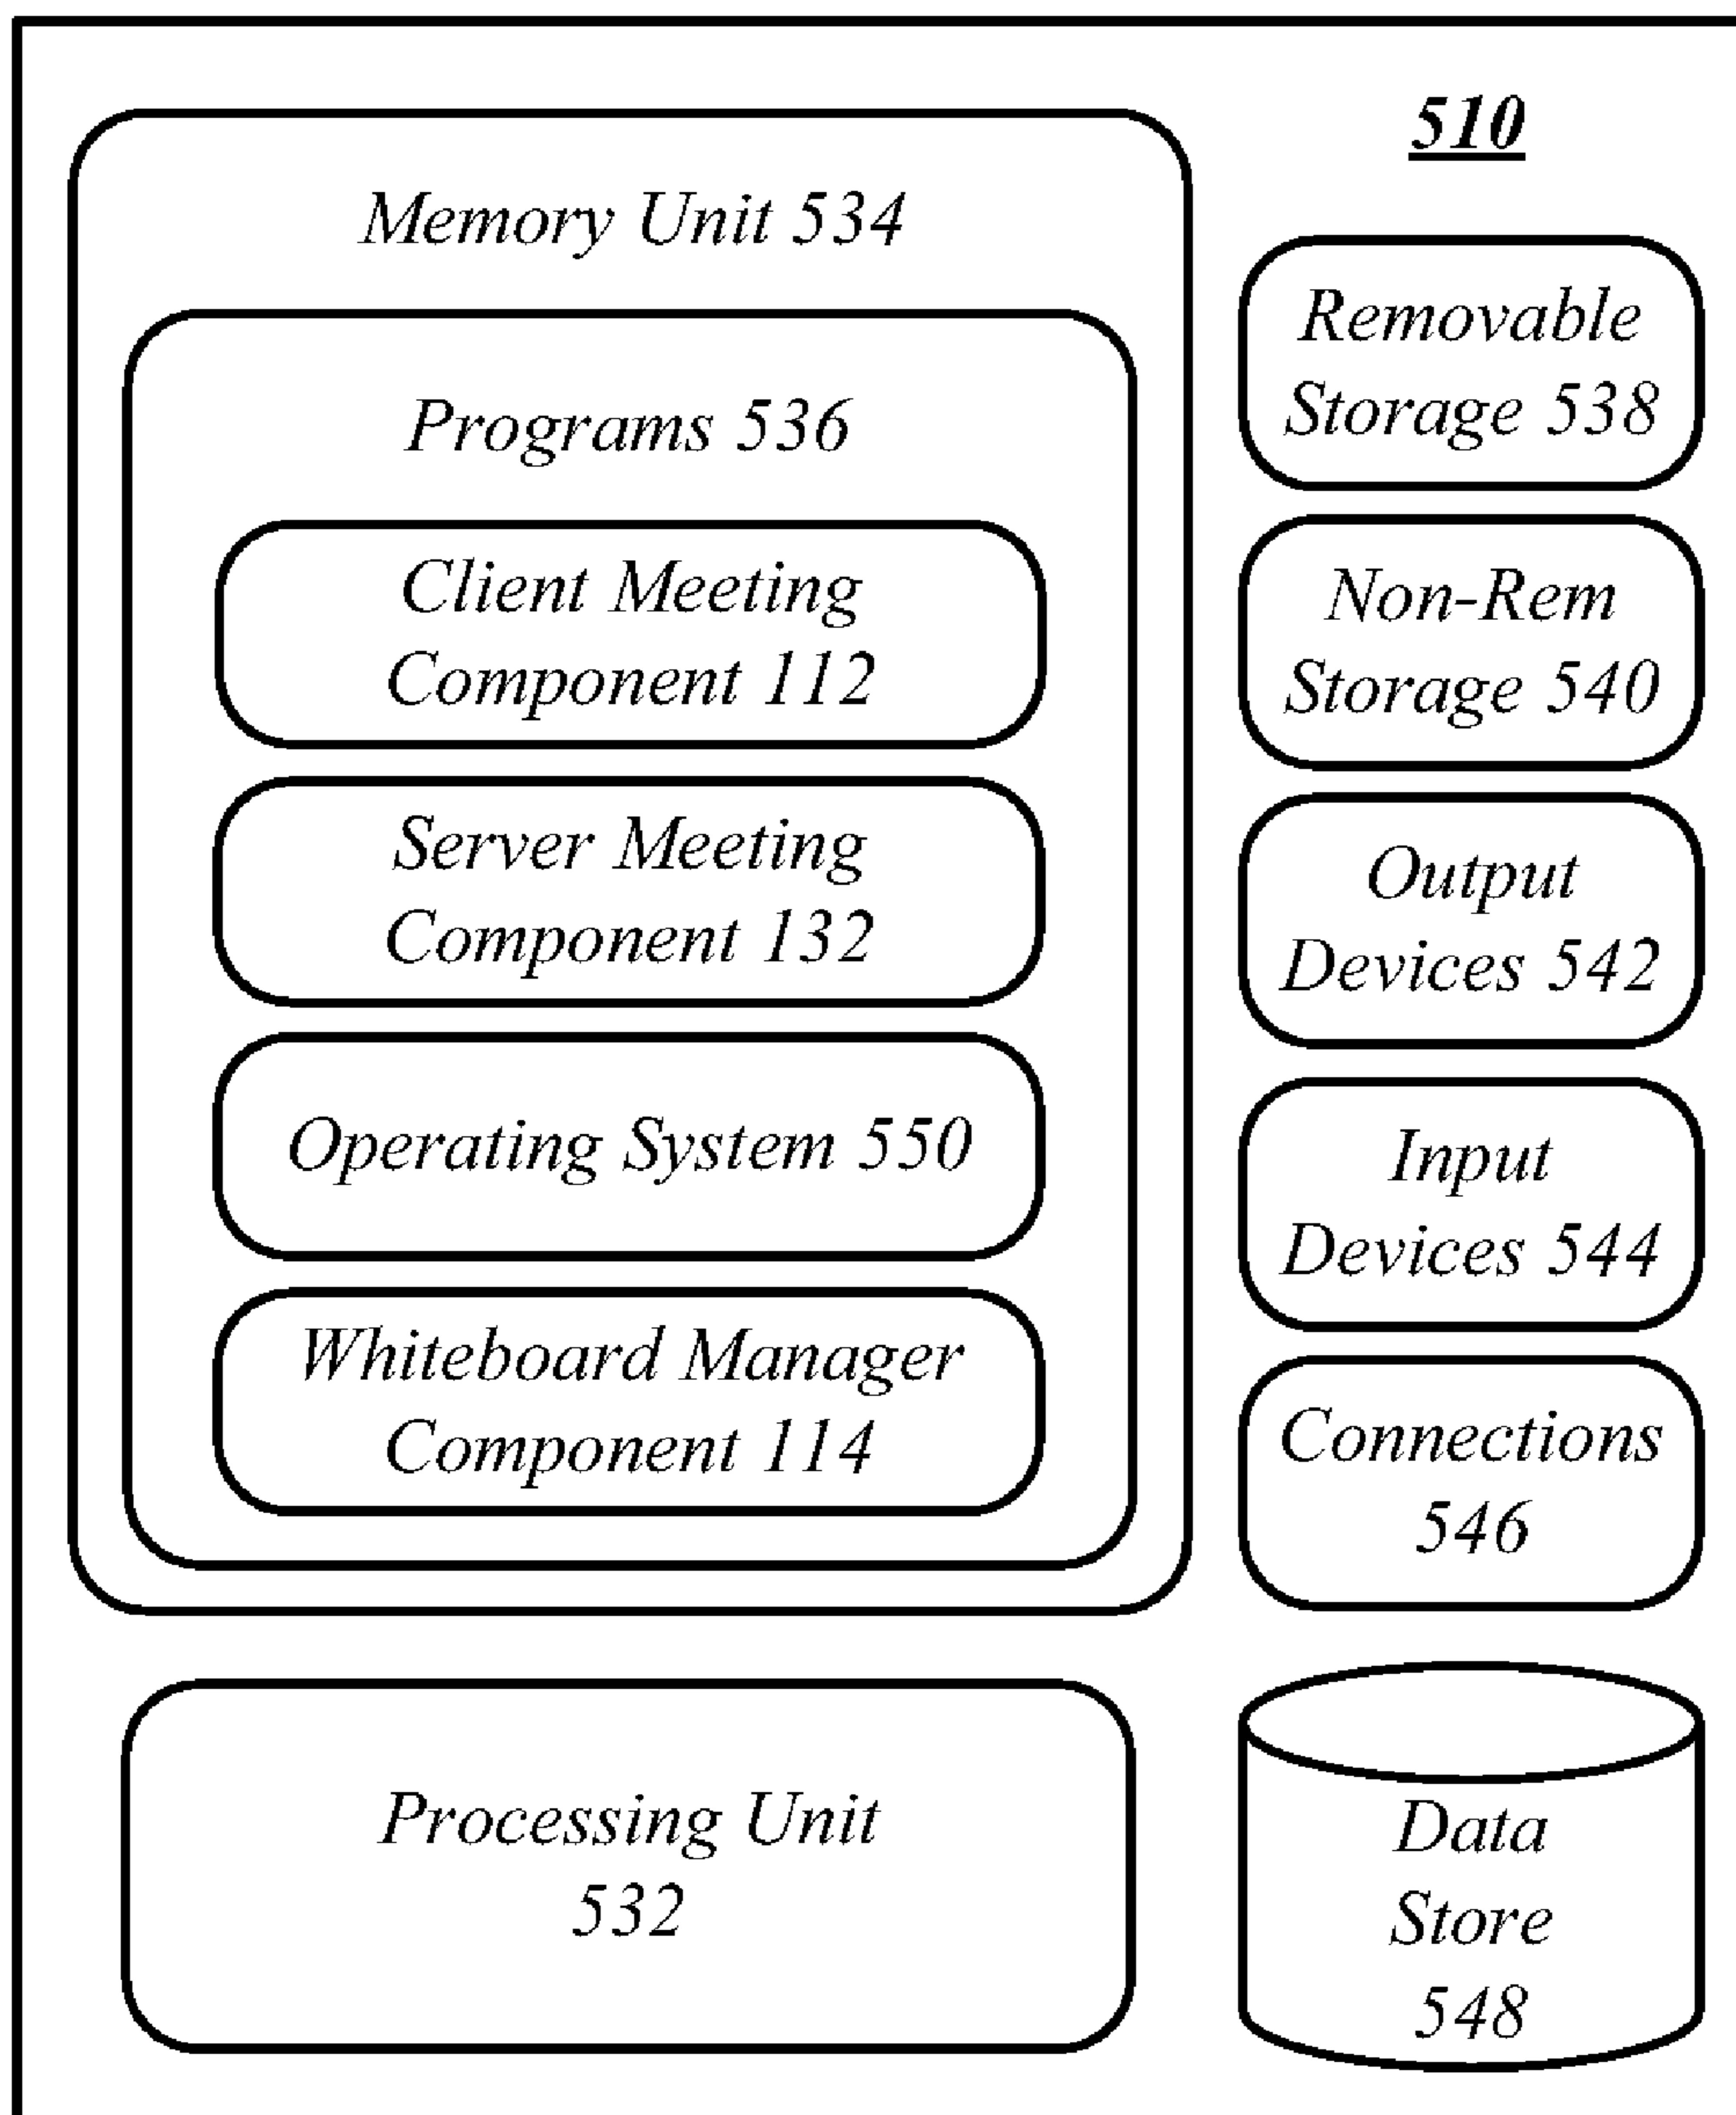 510
Memory Unit 534
Programs 536
Client Meeting
Component 112
Server Meeting
Component 132
Operating System 550
Whiteboard Manager
Component 114
Processing Unit
532
Removable
Storage 538
Non-Rem
Storage 540
Output
Devices 542
Input
Devices 544
Connections
546
Data
Store
548